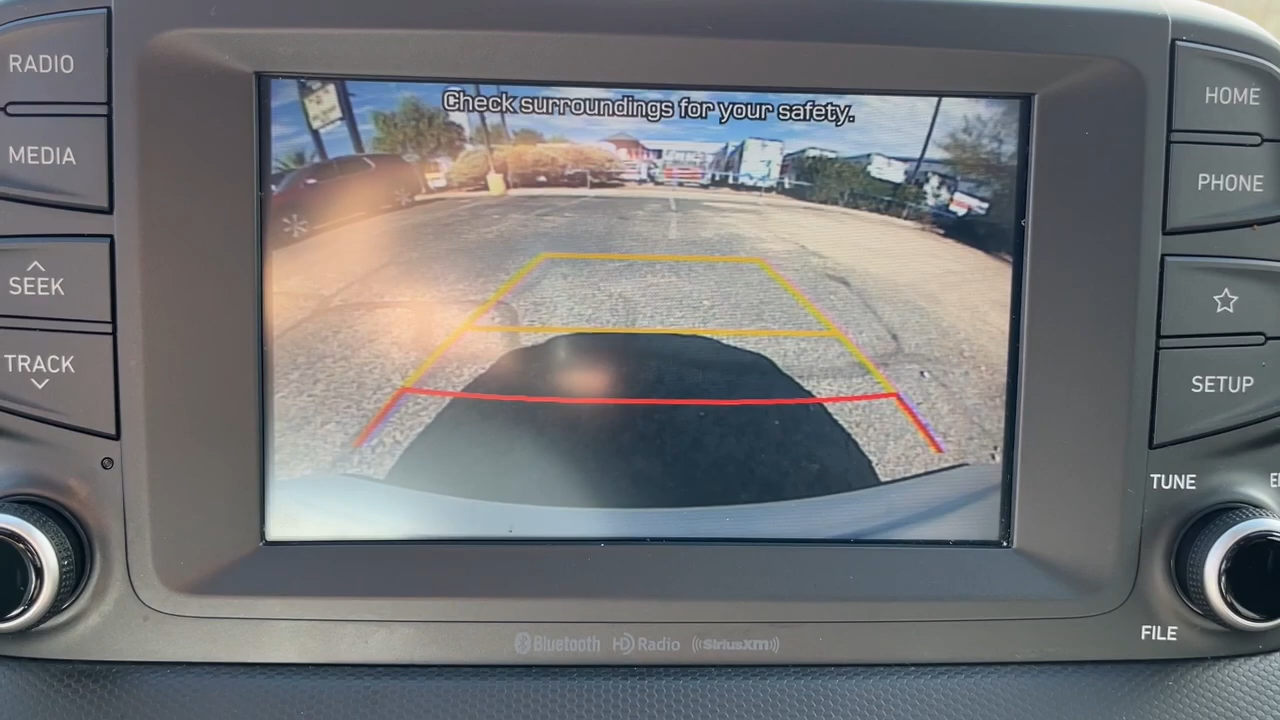 RADIO
MEDIA
SEEK
TRACK
Check surroundings for your safety.
HOME
PHONE
SETUP
TUNE
FILE
Bluetooth HD Radio ((SiriusXM))